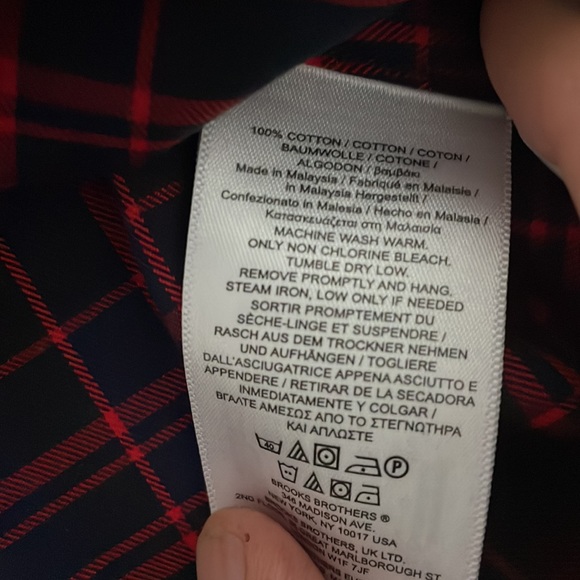 100% COTTON / COTTON / COTON /
BAUMWOLLE / COTONE /
ALGODON / βαμβάκι
Made in Malaysia / Fabriqué en Malaisie /
in Malaysia Hergestellt /
Confezionato in Malesia / Hecho en Malasia /
Κατασκευάζεται στη Μαλαισία
MACHINE WASH WARM.
ONLY NON CHLORINE BLEACH.
TUMBLE DRY LOW.
REMOVE PROMPTLY AND HANG,
STEAM IRON, LOW ONLY IF NEEDED
SORTIR PROMPTEMENT DU
SÈCHE-LINGE ET SUSPENDRE /
RASCH AUS DEM TROCKNER NEHMEN
UND AUFHÄNGEN / TOGLIERE
DALL'ASCIUGATRICE APPENA ASCIUTTO E
APPENDERE / RETIRAR DE LA SECADORA
INMEDIATAMENTE Y COLGAR /
ΒΓΑΛΤΕ ΑΜΕΣΩΣ ΑΠΟ ΤΟ ΣΤΕΓΝΩΤΗΡΑ
ΚΑΙ ΑΠΛΩΣΤΕ
40 P
BROOKS BROTHERS ®
346 MADISON AVE.
NEW YORK, NY 10017 USA
BROTHERS, UK LTD.
2ND MARLBOROUGH ST
W1F 7JF